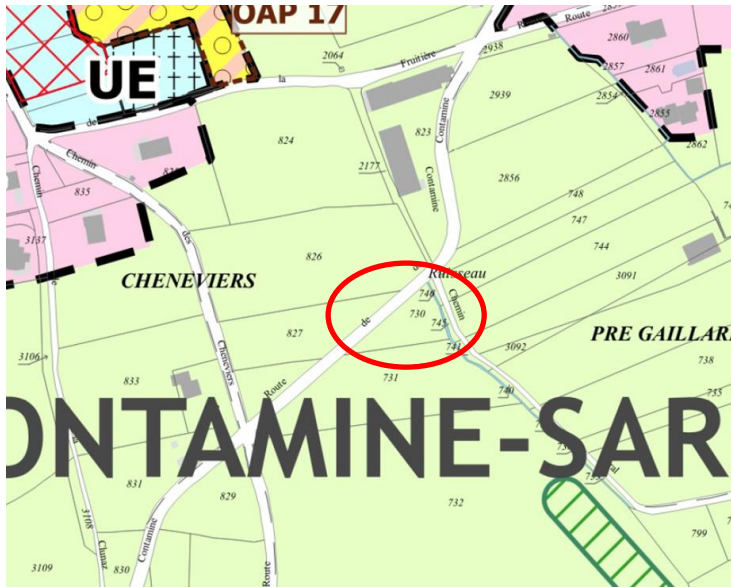 OAP 17
UE
2064
Fruitière
la
de
2938
Route
2860
2857
2861
2854
2855
2862
2939
823
824
2177
Contamine
Contamine
2856
748
747
744
3091
Chemin
des
Cheneviers
835
3137
Chemin
826
CHENEVIERS
Ruisseau
746
730
745
741
Chemin
3092
PRE GAILLAR
738
735
740
827
de
731
Route
3106
833
ONTAMINE-SAR
831
829
732
3108
Clunaz
3109
830
Contamine
Route
799